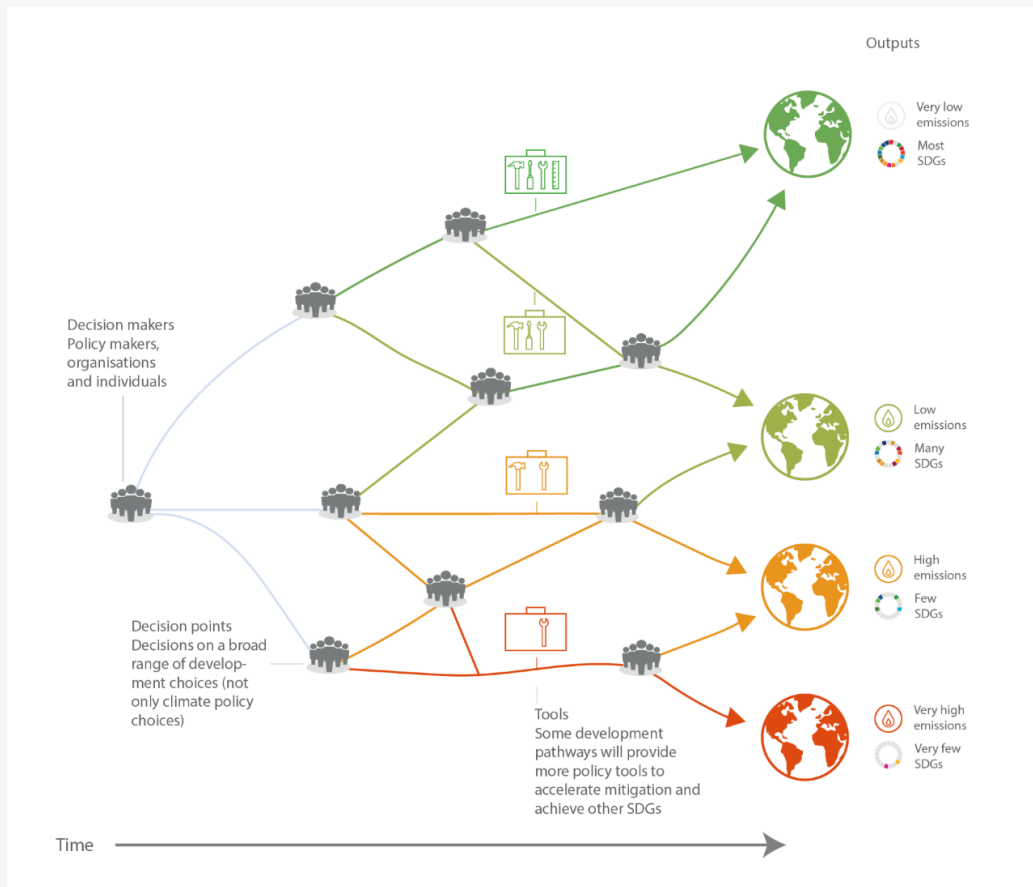 Outputs
Very low
emissions
Most
SDGs
Decision makers
Policy makers,
organisations
and individuals
Low
emissions
Many
SDGs
High
emissions
Few
SDGs
Decision points
Decisions on a broad
range of develop-
ment choices (not
only climate policy
choices)
Tools
Some development
pathways will provide
more policy tools to
accelerate mitigation and
achieve other SDGs
Very high
emissions
Very few
SDGs
Time